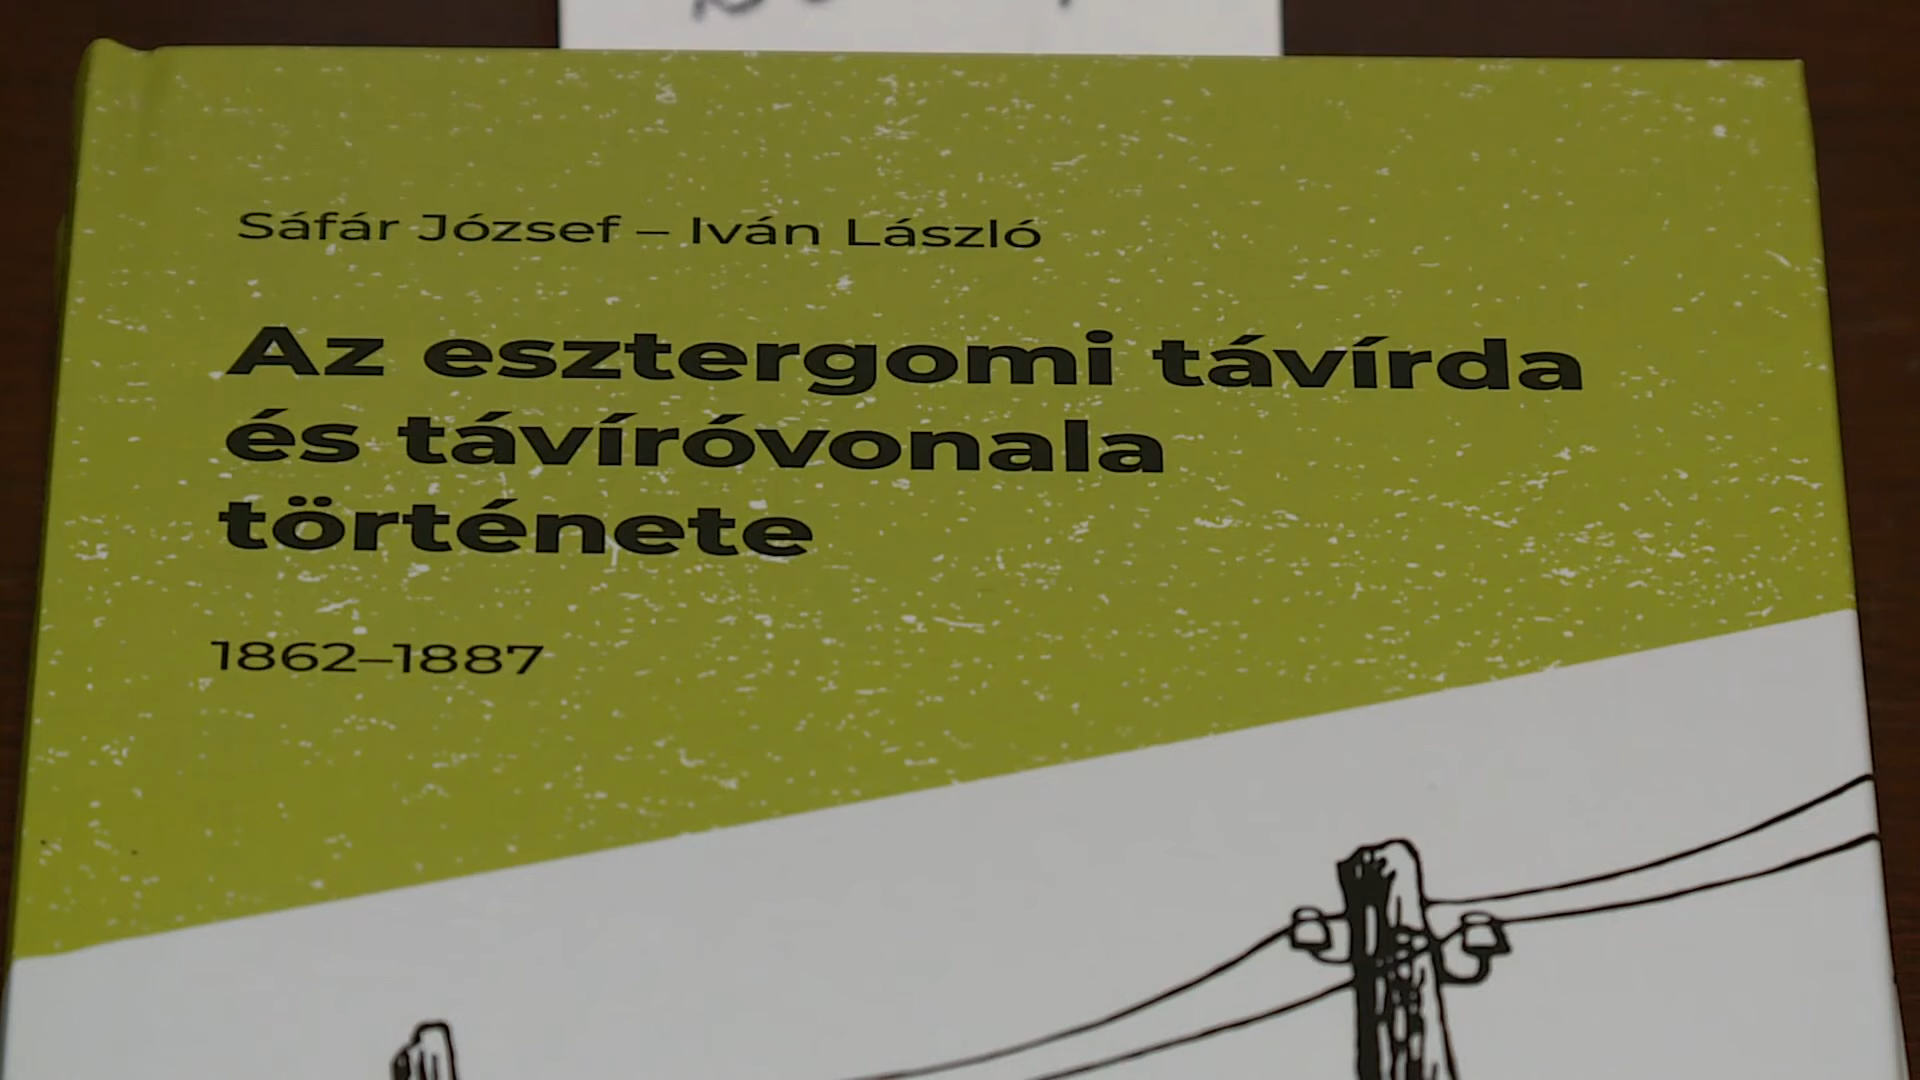 Sáfár József – Iván László
Az esztergomi távírda
és távíróvonala
története
1862–1887